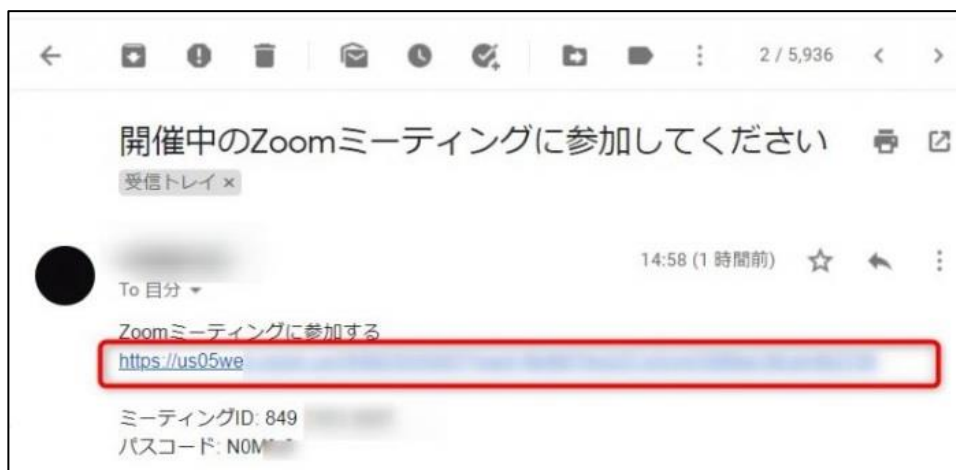 2 / 5,936
開催中のZoomミーティングに参加してください
受信トレイ ×
14:58 (1 時間前)
To 目分
Zoomミーティングに参加する
https://us05we
ミーティングID: 849
パスコード: N0M